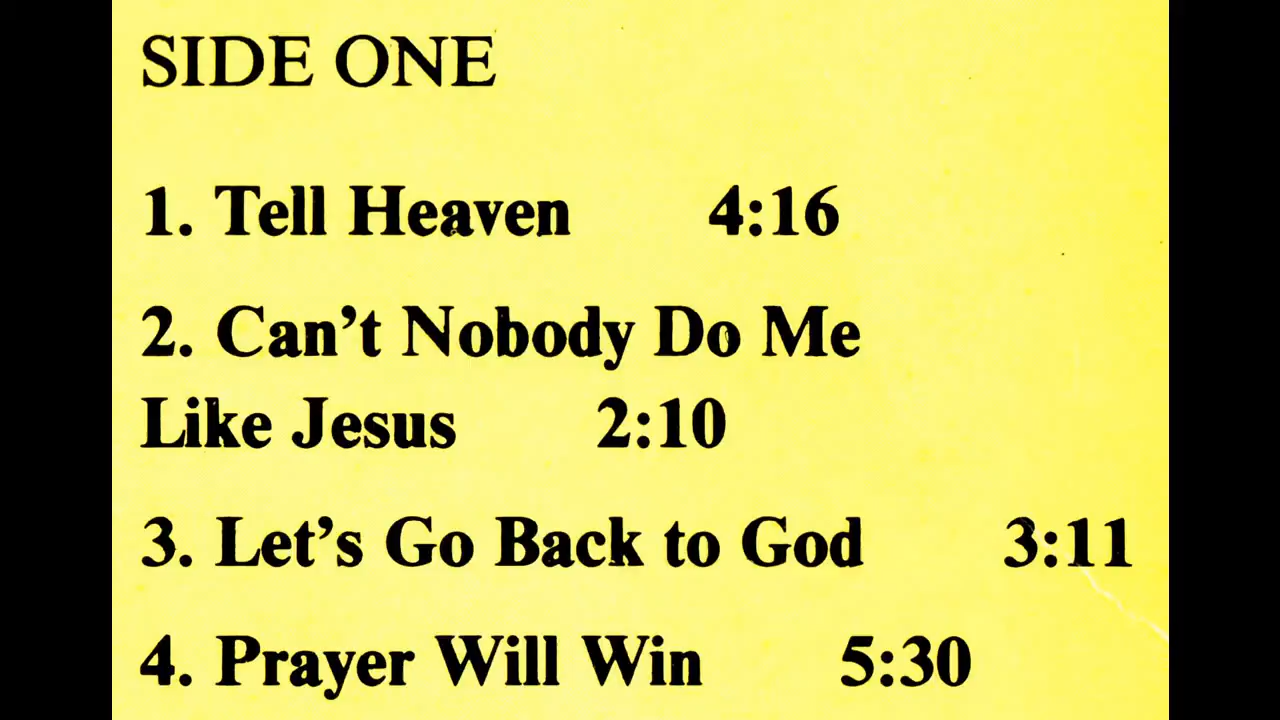 SIDE ONE
1. Tell Heaven 4:16
2. Can’t Nobody Do Me
Like Jesus 2:10
3. Let’s Go Back to God 3:11
4. Prayer Will Win 5:30